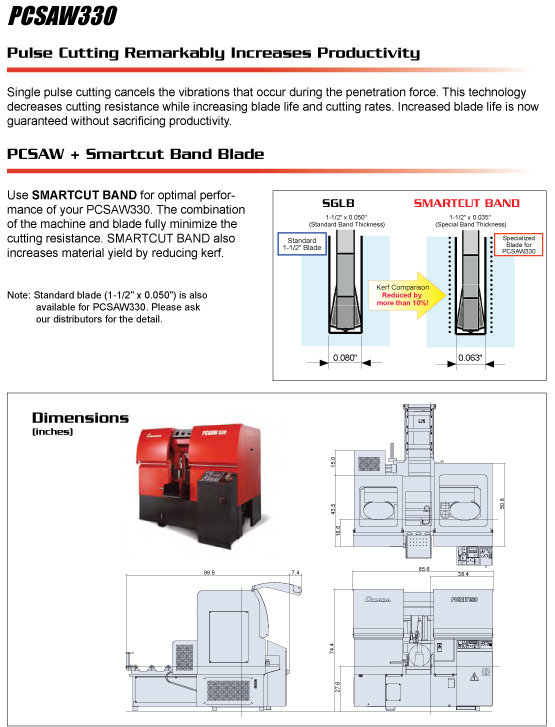 PCSAW330
Pulse Cutting Remarkably Increases Productivity
Single pulse cutting cancels the vibrations that occur during the penetration force. This technology
decreases cutting resistance while increasing blade life and cutting rates. Increased blade life is now
guaranteed without sacrificing productivity.
PCSAW + Smartcut Band Blade
Use SMARTCUT BAND for optimal perfor-
mance of your PCSAW330. The combination
of the machine and blade fully minimize the
cutting resistance. SMARTCUT BAND also
increases material yield by reducing kerf.
Note: Standard blade (1-1/2" x 0.050") is also
available for PCSAW330. Please ask
our distributors for the detail.
SGLB
1-1/2" x 0.050"
(Standard Band Thickness)
Standard
1-1/2" Blade
SMARTCUT BAND
1-1/2" x 0.035"
(Special Band Thickness)
Specialized
Blade for
PCSAW330
Kerf Comparison
Reduced by
more than 10%!
0.080"
0.063"
Dimensions
(inches)
AMADA
PCSAW 330
15.0
43.5
16.6
50.8
99.6
7.4
85.6
38.4
74.4
27.6
AMADA